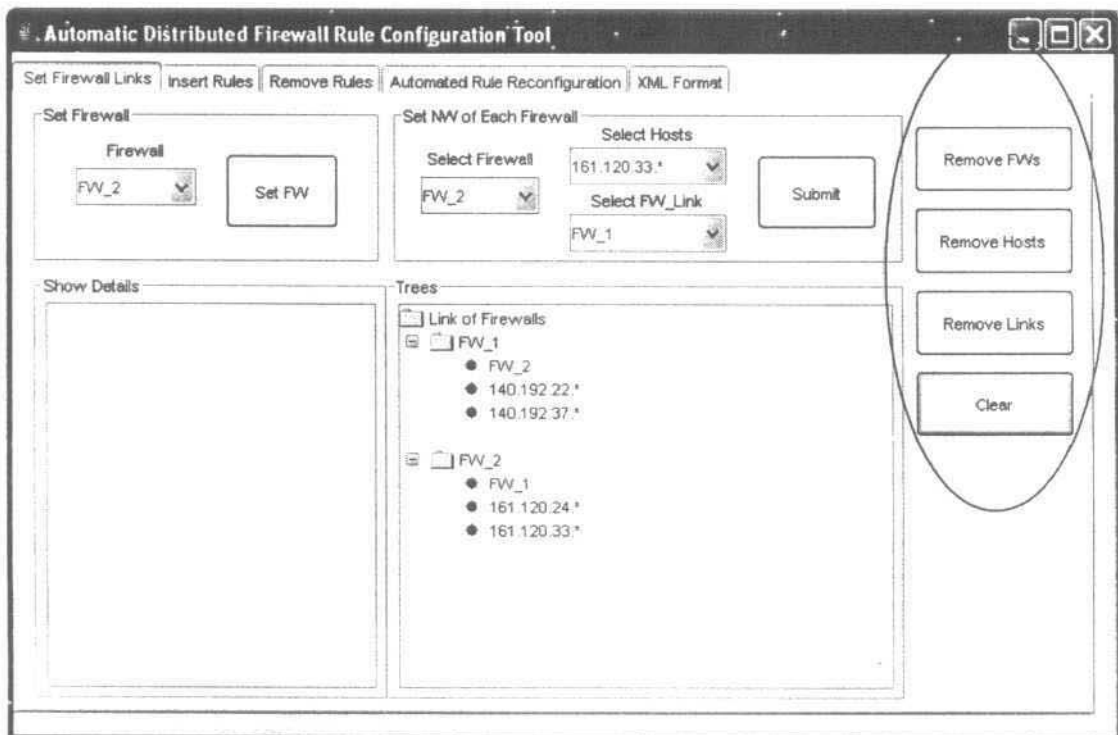 Automatic Distributed Firewall Rule Configuration Tool
Set Firewall Links Insert Rules Remove Rules Automated Rule Reconfiguration XML Format
Set Firewall
Firewall
FW_2
Set FW
Set NW of Each Firewall
Select Firewall
FW_2
Select Hosts
161.120.33.*
Select FW_Link
FW_1
Submit
Remove FWs
Remove Hosts
Remove Links
Clear
Show Details
Trees
Link of Firewalls
FW_1
FW_2
140.192.22.*
140.192.37.*
FW_2
FW_1
161.120.24.*
161.120.33.*